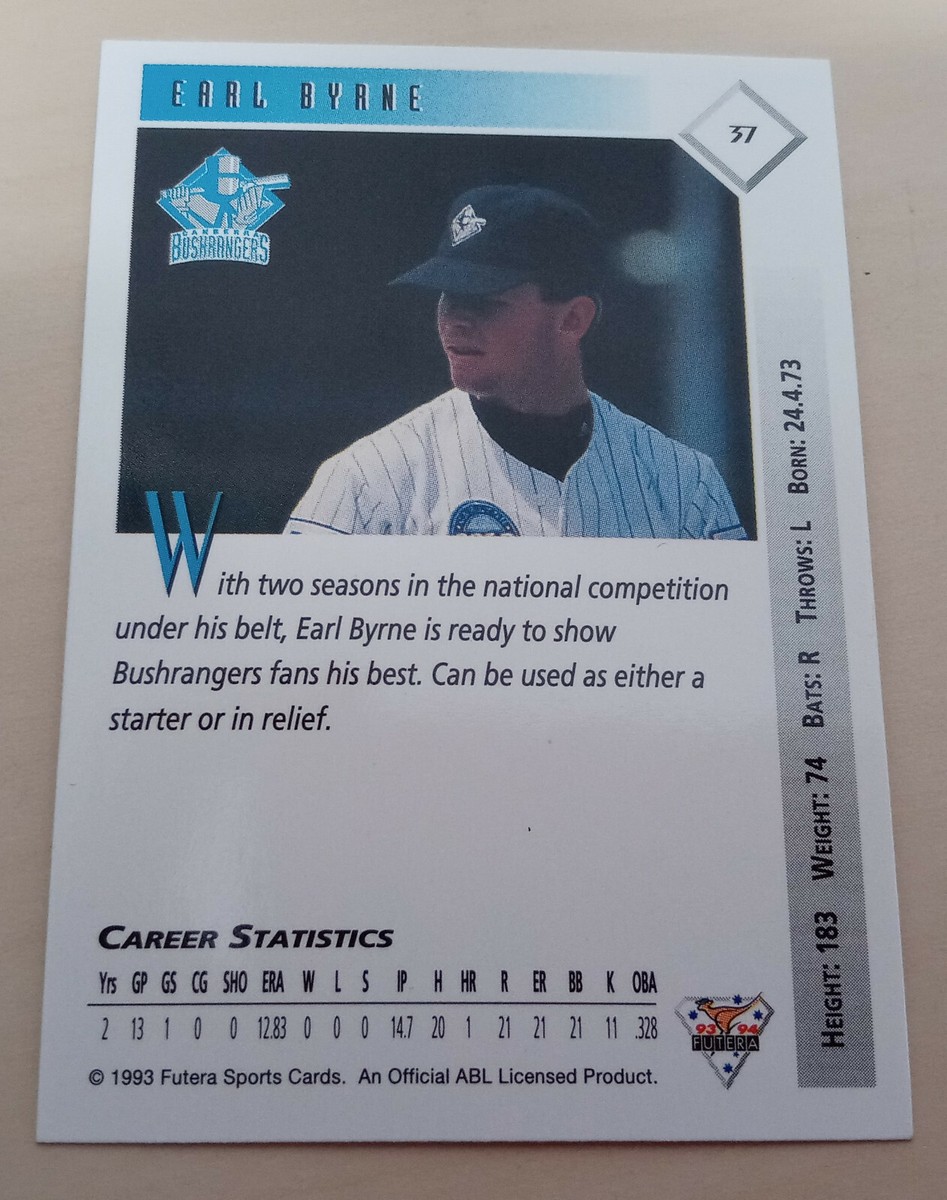 EARL BYRNE
37
CANBERRA
BUSHRANGERS
With two seasons in the national competition
under his belt, Earl Byrne is ready to show
Bushrangers fans his best. Can be used as either a
starter or in relief.
HEIGHT: 183 WEIGHT: 74 BATS: R THROWS: L BORN: 24.4.73
CAREER STATISTICS
Yrs GP GS CG SHO ERA W L S IP H HR R ER BB K OBA
2 13 1 0 0 12.83 0 0 0 14.7 20 1 21 21 21 11 .328
93 94
FUTERA
© 1993 Futera Sports Cards. An Official ABL Licensed Product.